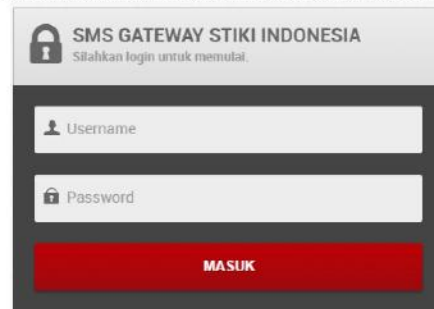 SMS GATEWAY STIKI INDONESIA
Silahkan login untuk memulai.
Username
Password
MASUK